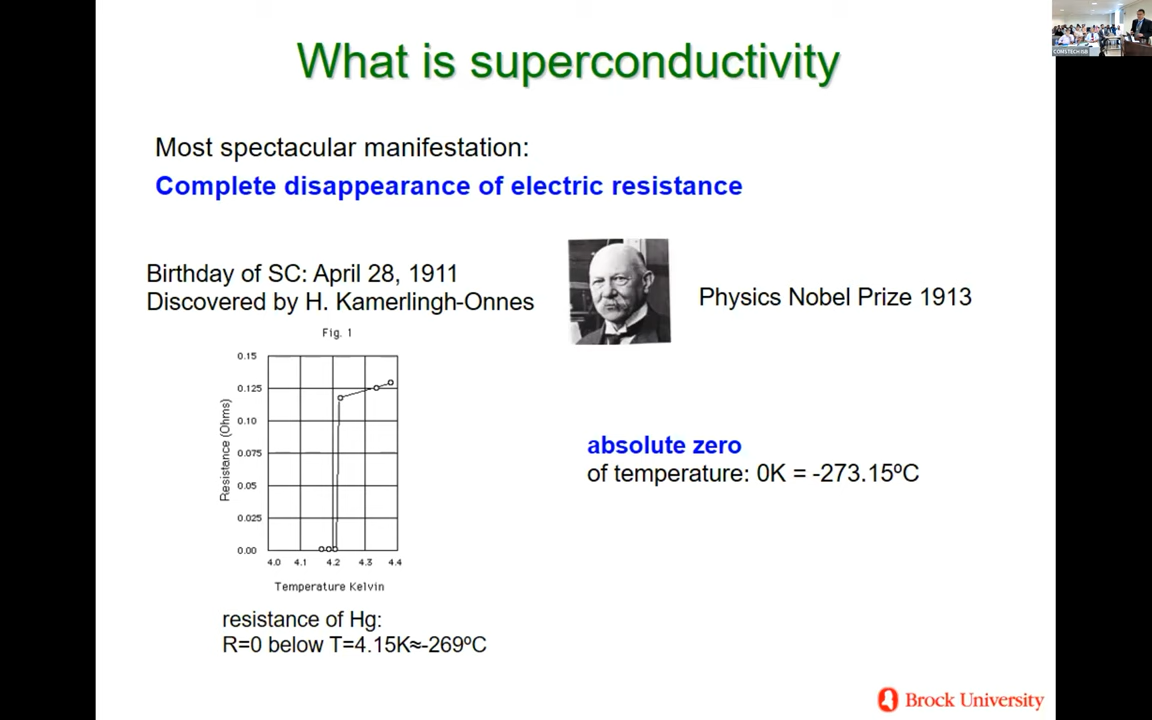 What is superconductivity
COMSTECH ISB
Most spectacular manifestation:
Complete disappearance of electric resistance
Birthday of SC: April 28, 1911
Discovered by H. Kamerlingh-Onnes
Physics Nobel Prize 1913
Fig. 1
0.15
0.125
0.10
0.075
0.05
0.025
0.00
Resistance (Ohms)
4.0 4.1 4.2 4.3 4.4
Temperature Kelvin
absolute zero
of temperature: 0K = -273.15ºC
resistance of Hg:
R=0 below T=4.15K≈-269ºC
Brock University